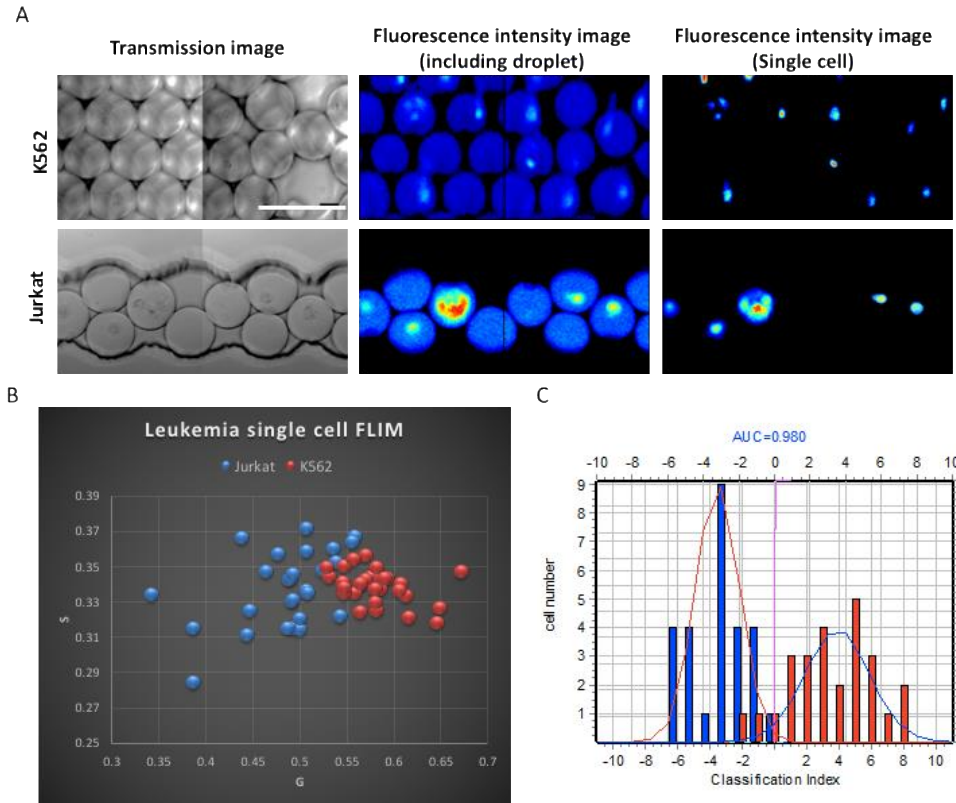 A
Transmission image
Fluorescence intensity image
(including droplet)
Fluorescence intensity image
(Single cell)
K562
Jurkat
B
Leukemia single cell FLIM
Jurkat K562
0.39
0.37
0.35
0.33
0.31
0.29
0.27
0.25
S
0.3 0.35 0.4 0.45 0.5 0.55 0.6 0.65 0.7
G
C
AUC=0.980
-10 -8 -6 -4 -2 0 2 4 6 8 10
9
8
7
6
5
4
3
2
1
cell number
-10 -8 -6 -4 -2 0 2 4 6 8 10
Classification Index